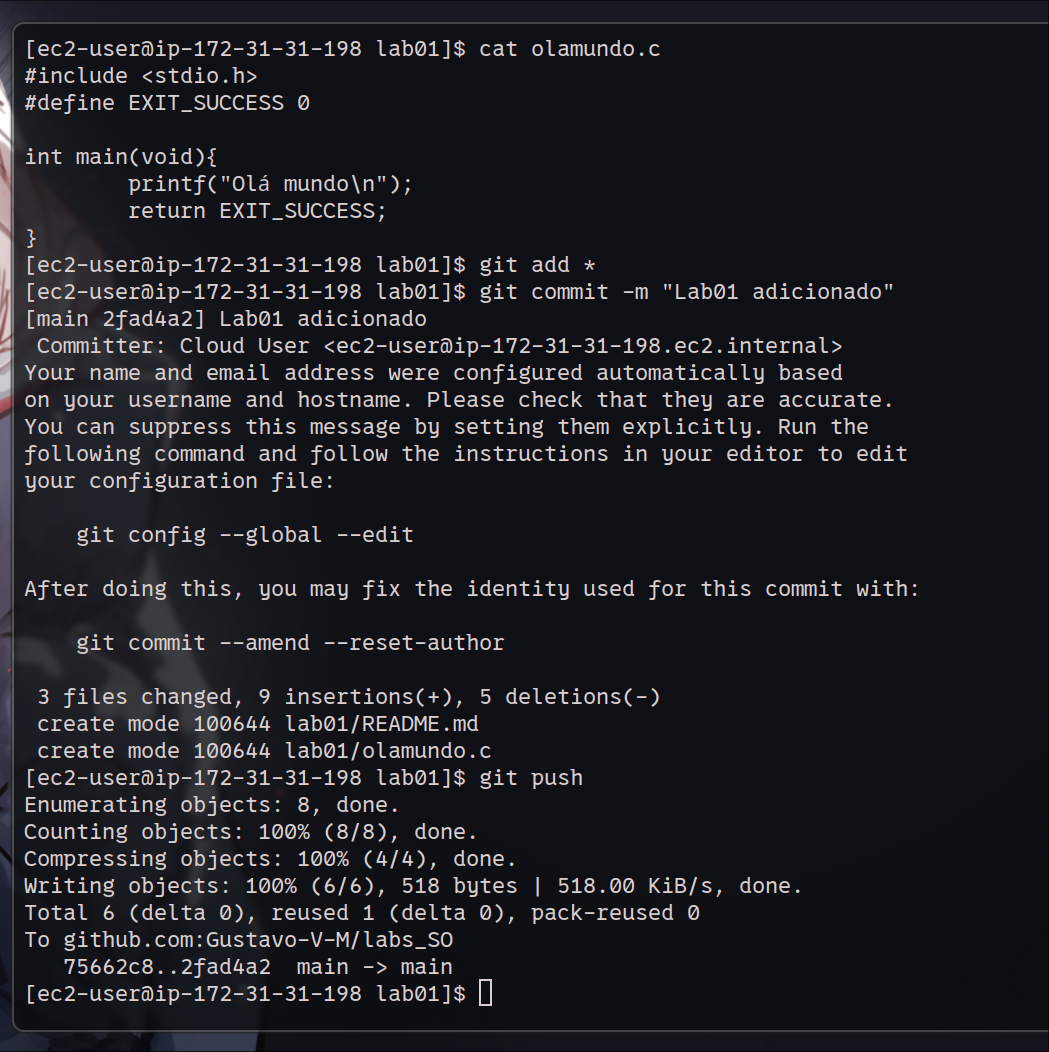 [ec2-user@ip-172-31-31-198 lab01]$ cat olamundo.c
#include <stdio.h>
#define EXIT_SUCCESS 0

int main(void){
        printf("Olá mundo\n");
        return EXIT_SUCCESS;
}
[ec2-user@ip-172-31-31-198 lab01]$ git add *
[ec2-user@ip-172-31-31-198 lab01]$ git commit -m "Lab01 adicionado"
[main 2fad4a2] Lab01 adicionado
 Committer: Cloud User <ec2-user@ip-172-31-31-198.ec2.internal>
Your name and email address were configured automatically based
on your username and hostname. Please check that they are accurate.
You can suppress this message by setting them explicitly. Run the
following command and follow the instructions in your editor to edit
your configuration file:

    git config --global --edit

After doing this, you may fix the identity used for this commit with:

    git commit --amend --reset-author

 3 files changed, 9 insertions(+), 5 deletions(-)
 create mode 100644 lab01/README.md
 create mode 100644 lab01/olamundo.c
[ec2-user@ip-172-31-31-198 lab01]$ git push
Enumerating objects: 8, done.
Counting objects: 100% (8/8), done.
Compressing objects: 100% (4/4), done.
Writing objects: 100% (6/6), 518 bytes | 518.00 KiB/s, done.
Total 6 (delta 0), reused 1 (delta 0), pack-reused 0
To github.com:Gustavo-V-M/labs_SO
   75662c8..2fad4a2  main -> main
[ec2-user@ip-172-31-31-198 lab01]$